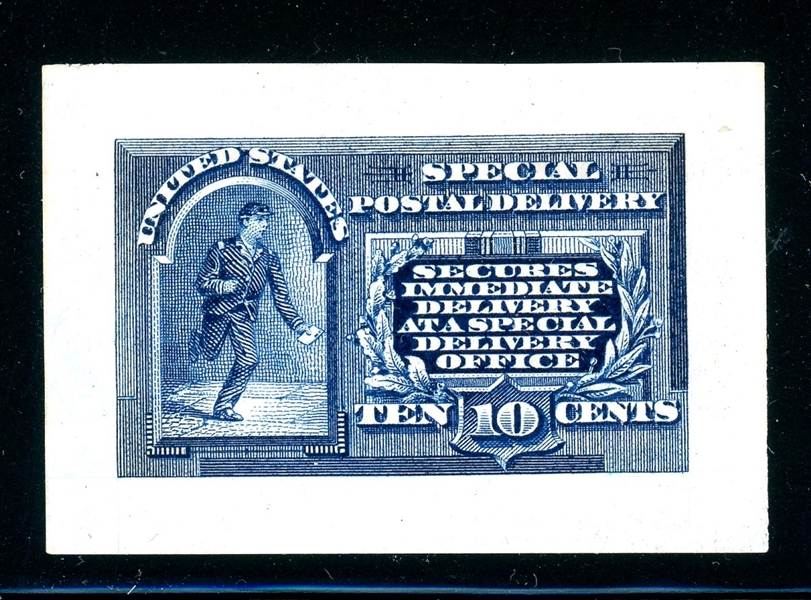 UNITED STATES
SPECIAL
POSTAL DELIVERY
SECURES
IMMEDIATE
DELIVERY
AT A SPECIAL
DELIVERY
OFFICE
TEN 10 CENTS